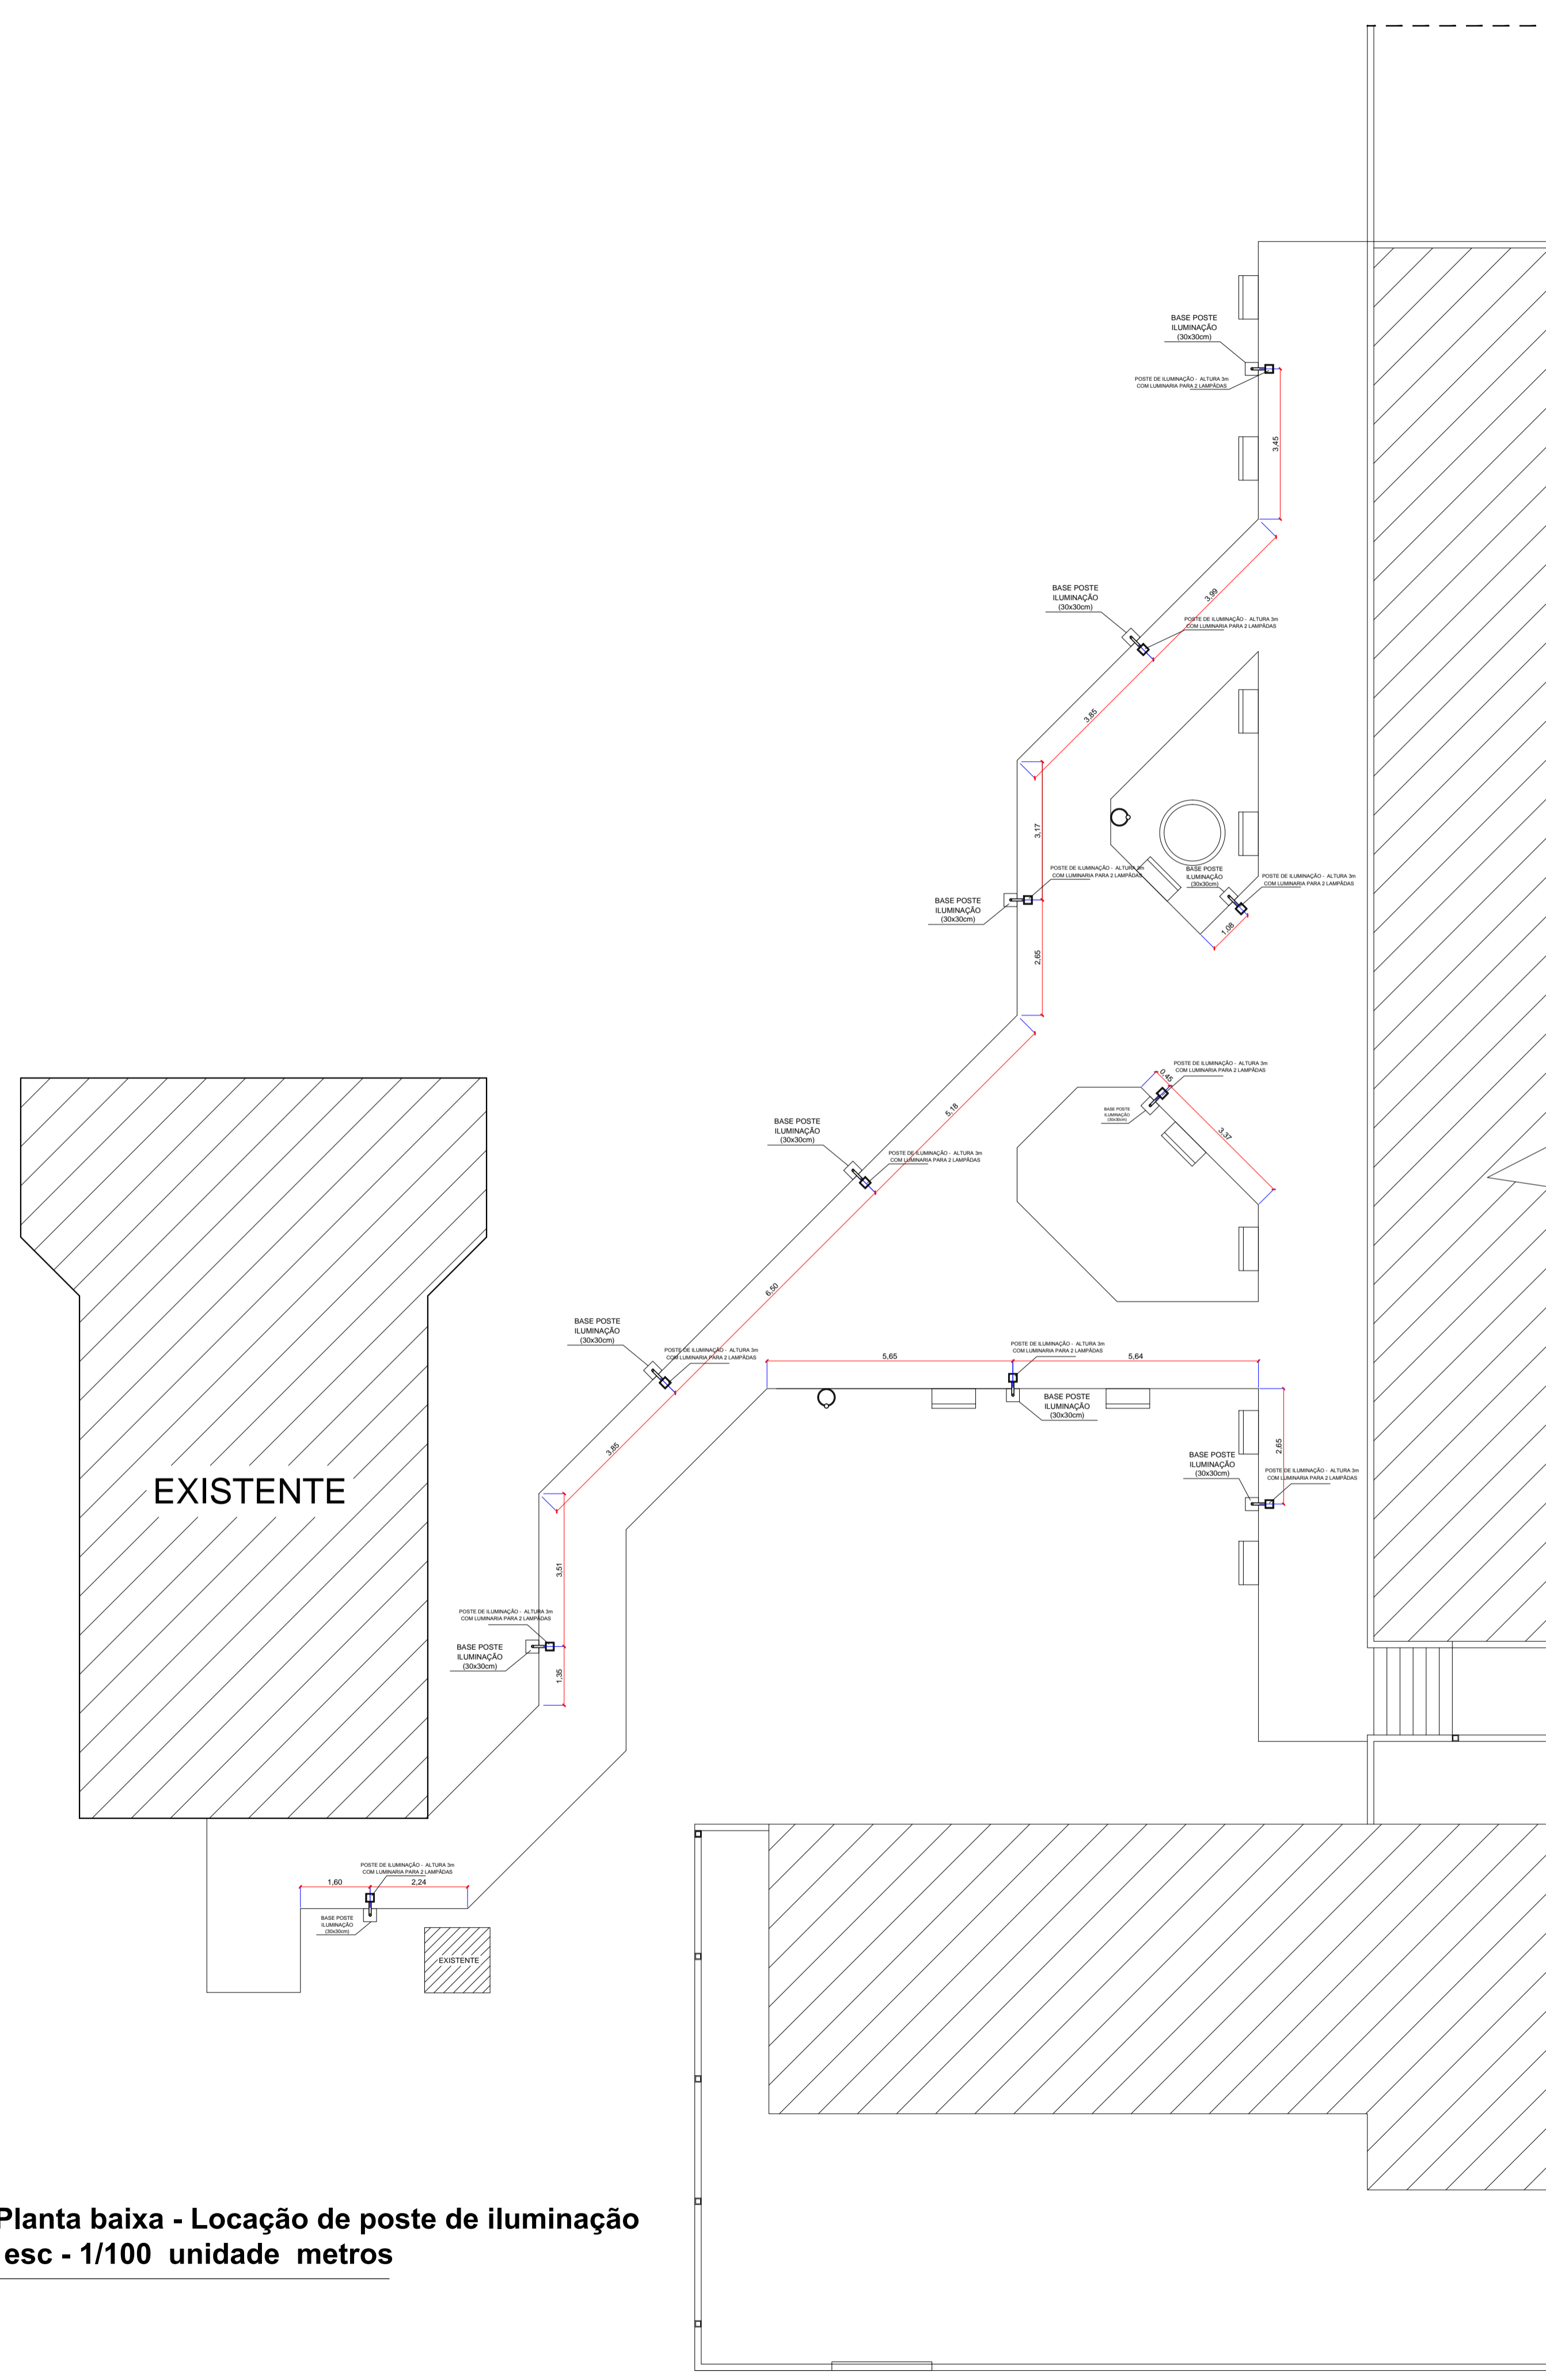 BASE POSTE
ILUMINAÇÃO
(30x30cm)
POSTE DE ILUMINAÇÃO - ALTURA 3m
COM LUMINARIA PARA 2 LAMPÂDAS
3,45
BASE POSTE
ILUMINAÇÃO
(30x30cm)
3,99
POSTE DE ILUMINAÇÃO - ALTURA 3m
COM LUMINARIA PARA 2 LAMPÂDAS
3,85
3,17
POSTE DE ILUMINAÇÃO - ALTURA 3m
COM LUMINARIA PARA 2 LAMPÂDAS
BASE POSTE
ILUMINAÇÃO
(30x30cm)
POSTE DE ILUMINAÇÃO - ALTURA 3m
COM LUMINARIA PARA 2 LAMPÂDAS
BASE POSTE
ILUMINAÇÃO
(30x30cm)
1,08
2,65
POSTE DE ILUMINAÇÃO - ALTURA 3m
COM LUMINARIA PARA 2 LAMPÂDAS
0,45
BASE POSTE
ILUMINAÇÃO
(30x30cm)
5,18
3,37
BASE POSTE
ILUMINAÇÃO
(30x30cm)
POSTE DE ILUMINAÇÃO - ALTURA 3m
COM LUMINARIA PARA 2 LAMPÂDAS
6,50
BASE POSTE
ILUMINAÇÃO
(30x30cm)
POSTE DE ILUMINAÇÃO - ALTURA 3m
COM LUMINARIA PARA 2 LAMPÂDAS
5,65
POSTE DE ILUMINAÇÃO - ALTURA 3m
COM LUMINARIA PARA 2 LAMPÂDAS
5,64
BASE POSTE
ILUMINAÇÃO
(30x30cm)
3,85
2,65
BASE POSTE
ILUMINAÇÃO
(30x30cm)
POSTE DE ILUMINAÇÃO - ALTURA 3m
COM LUMINARIA PARA 2 LAMPÂDAS
EXISTENTE
3,51
POSTE DE ILUMINAÇÃO - ALTURA 3m
COM LUMINARIA PARA 2 LAMPÂDAS
BASE POSTE
ILUMINAÇÃO
(30x30cm)
1,35
POSTE DE ILUMINAÇÃO - ALTURA 3m
COM LUMINARIA PARA 2 LAMPÂDAS
1,60
2,24
BASE POSTE
ILUMINAÇÃO
(30x30cm)
EXISTENTE
Planta baixa - Locação de poste de iluminação
esc - 1/100 unidade metros